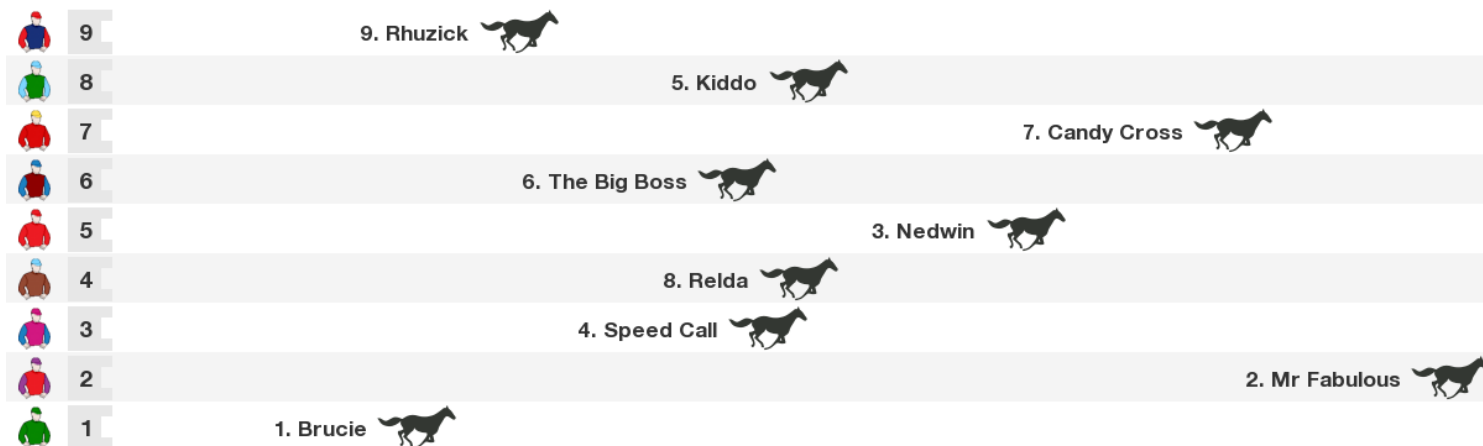 9 9. Rhuzick
8 5. Kiddo
7 7. Candy Cross
6 6. The Big Boss
5 3. Nedwin
4 8. Relda
3 4. Speed Call
2 2. Mr Fabulous
1 1. Brucie